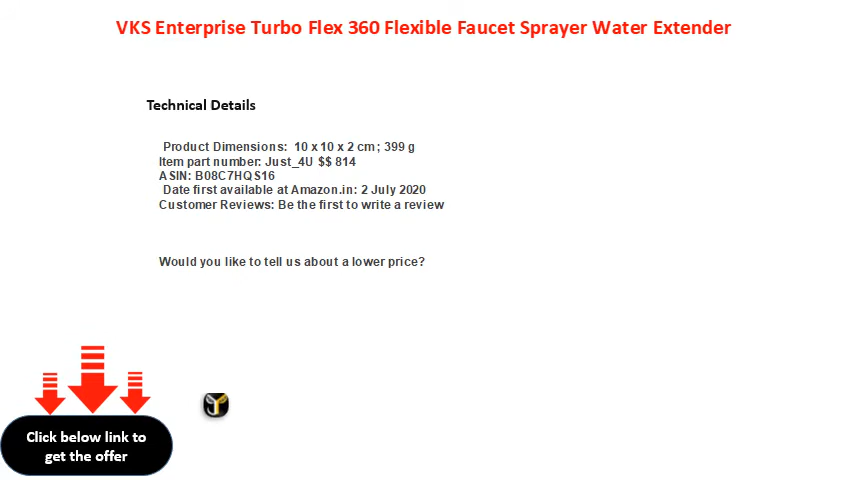 VKS Enterprise Turbo Flex 360 Flexible Faucet Sprayer Water Extender
Technical Details
Product Dimensions: 10 x 10 x 2 cm; 399 g
Item part number: Just_4U $$ 814
ASIN: B08C7HQS16
Date first available at Amazon.in: 2 July 2020
Customer Reviews: Be the first to write a review
Would you like to tell us about a lower price?
Click below link to
get the offer